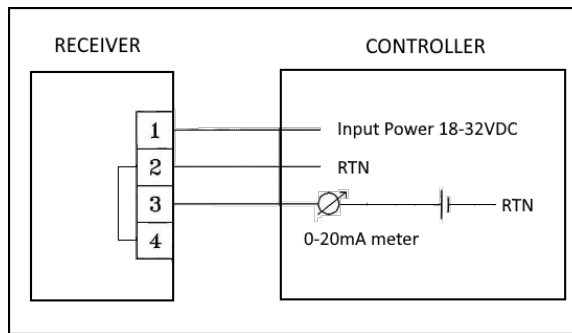 RECEIVER
CONTROLLER
1
Input Power 18-32VDC
2
RTN
3
RTN
0-20mA meter
4